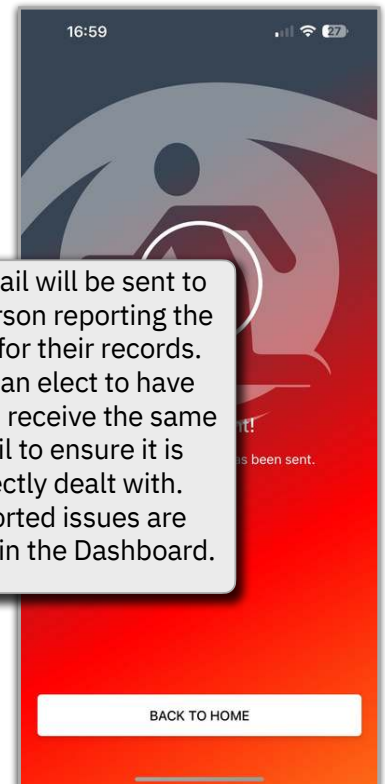 16:59
27
ail will be sent to
rson reporting the
for their records.
an elect to have
receive the same
il to ensure it is
ectly dealt with.
orted issues are
in the Dashboard.
t!
s been sent.
BACK TO HOME